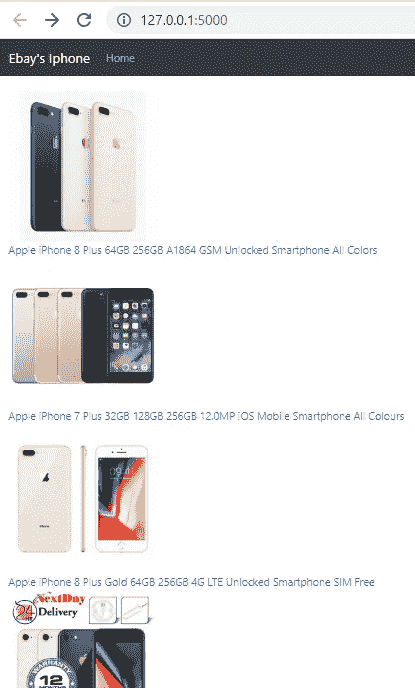 127.0.0.1:5000
Ebay's Iphone Home
Apple iPhone 8 Plus 64GB 256GB A1864 GSM Unlocked Smartphone All Colors
Apple iPhone 7 Plus 32GB 128GB 256GB 12.0MP iOS Mobile Smartphone All Colours
Apple iPhone 8 Plus Gold 64GB 256GB 4G LTE Unlocked Smartphone SIM Free
NextDay
24 Delivery
WARRANTY
12
MONTHS